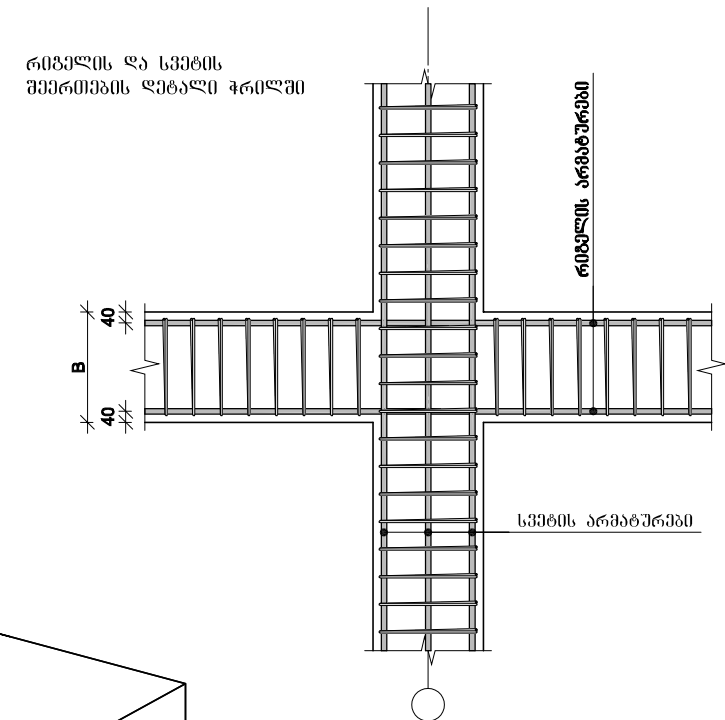 რიგელის და სვეტის
შეერთების დეტალი ჭრილში
რიგელის არმატურები
40
B
40
სვეტის არმატურები